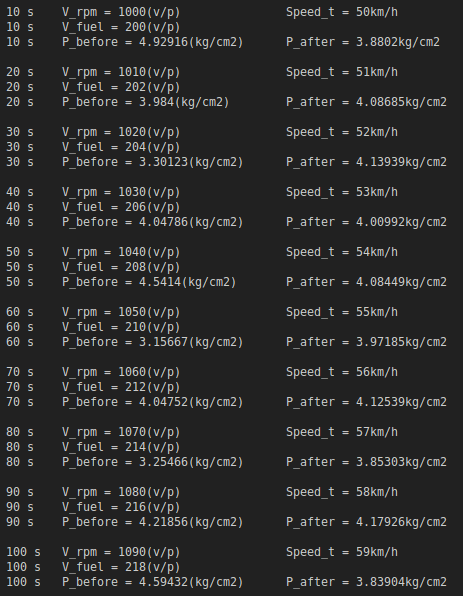 10 s V_rpm = 1000(v/p) Speed_t = 50km/h
10 s V_fuel = 200(v/p)
10 s P_before = 4.92916(kg/cm2) P_after = 3.8802kg/cm2
20 s V_rpm = 1010(v/p) Speed_t = 51km/h
20 s V_fuel = 202(v/p)
20 s P_before = 3.984(kg/cm2) P_after = 4.08685kg/cm2
30 s V_rpm = 1020(v/p) Speed_t = 52km/h
30 s V_fuel = 204(v/p)
30 s P_before = 3.30123(kg/cm2) P_after = 4.13939kg/cm2
40 s V_rpm = 1030(v/p) Speed_t = 53km/h
40 s V_fuel = 206(v/p)
40 s P_before = 4.04786(kg/cm2) P_after = 4.00992kg/cm2
50 s V_rpm = 1040(v/p) Speed_t = 54km/h
50 s V_fuel = 208(v/p)
50 s P_before = 4.5414(kg/cm2) P_after = 4.08449kg/cm2
60 s V_rpm = 1050(v/p) Speed_t = 55km/h
60 s V_fuel = 210(v/p)
60 s P_before = 3.15667(kg/cm2) P_after = 3.97185kg/cm2
70 s V_rpm = 1060(v/p) Speed_t = 56km/h
70 s V_fuel = 212(v/p)
70 s P_before = 4.04752(kg/cm2) P_after = 4.12539kg/cm2
80 s V_rpm = 1070(v/p) Speed_t = 57km/h
80 s V_fuel = 214(v/p)
80 s P_before = 3.25466(kg/cm2) P_after = 3.85303kg/cm2
90 s V_rpm = 1080(v/p) Speed_t = 58km/h
90 s V_fuel = 216(v/p)
90 s P_before = 4.21856(kg/cm2) P_after = 4.17926kg/cm2
100 s V_rpm = 1090(v/p) Speed_t = 59km/h
100 s V_fuel = 218(v/p)
100 s P_before = 4.59432(kg/cm2) P_after = 3.83904kg/cm2